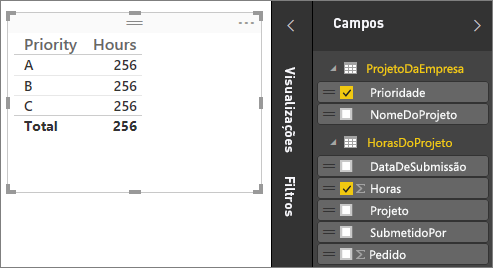 Priority Hours
A 256
B 256
C 256
Total 256
Visualizações
Filtros
Campos
ProjetoDaEmpresa
Prioridade
NomeDoProjeto
HorasDoProjeto
DataDeSubmissão
Σ Horas
Projeto
SubmetidoPor
Σ Pedido